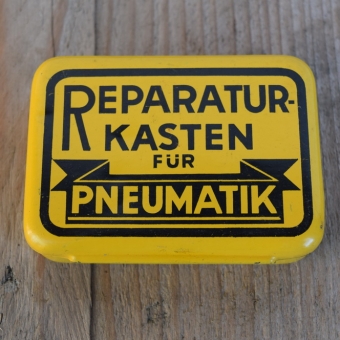 REPARATUR-
KASTEN
FÜR
PNEUMATIK